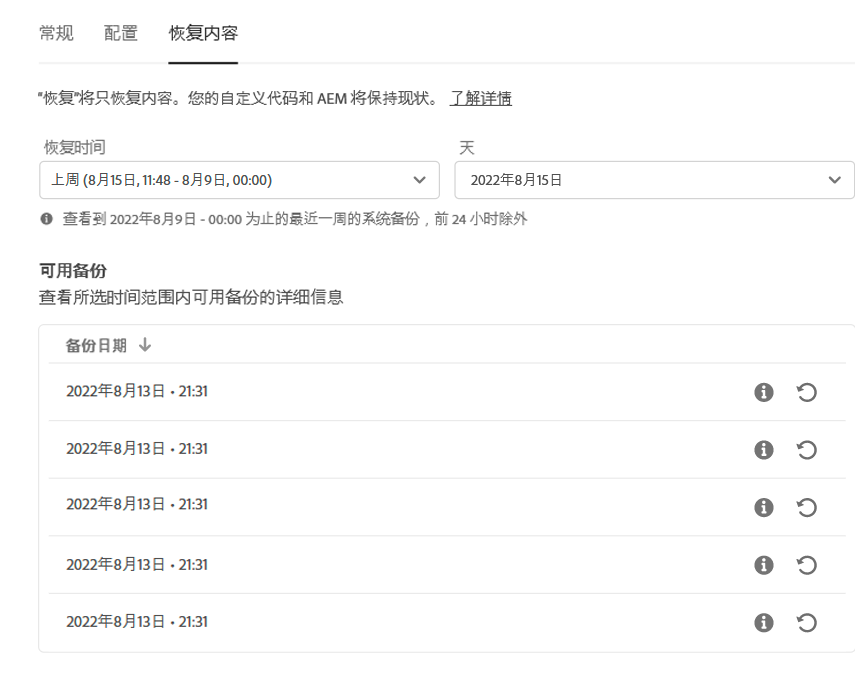 常规 配置 恢复内容
“恢复”将只恢复内容。您的自定义代码和 AEM 将保持现状。 了解详情
恢复时间 天
上周 (8月15日, 11:48 - 8月9日, 00:00) 2022年8月15日
查看到 2022年8月9日 - 00:00 为止的最近一周的系统备份，前 24 小时除外
可用备份
查看所选时间范围内可用备份的详细信息
备份日期
2022年8月13日 • 21:31
2022年8月13日 • 21:31
2022年8月13日 • 21:31
2022年8月13日 • 21:31
2022年8月13日 • 21:31